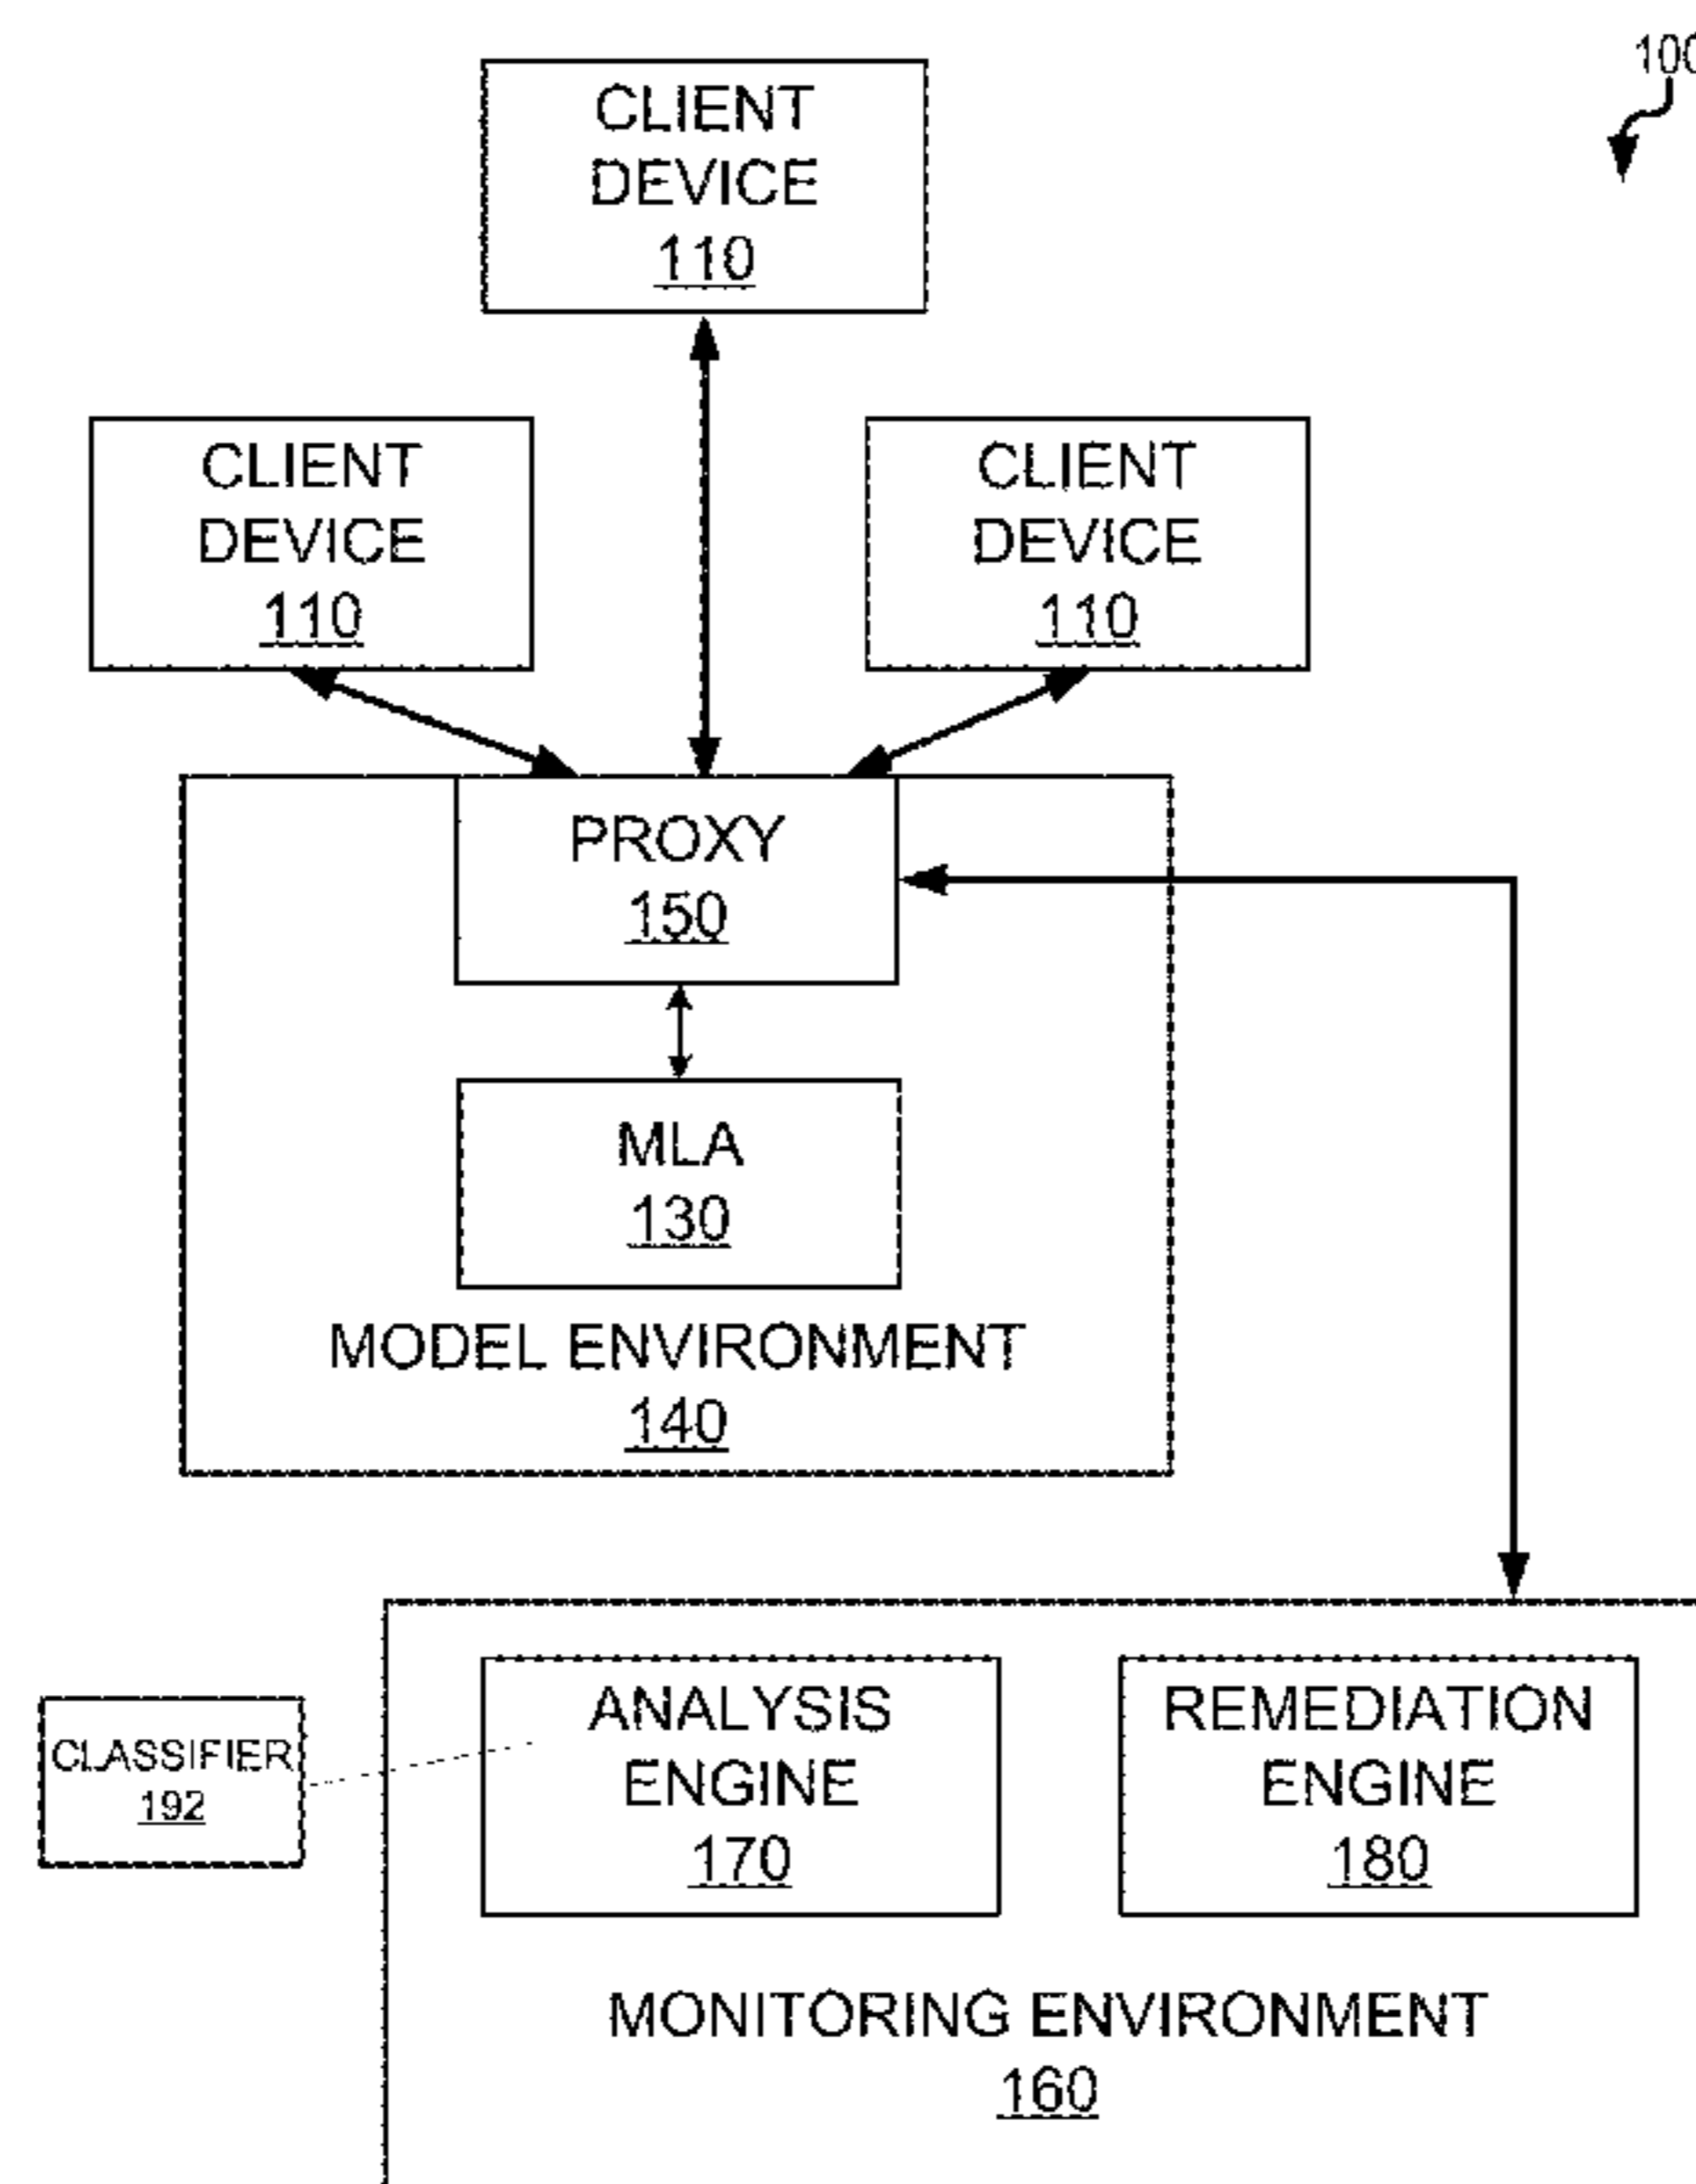 100
CLIENT
DEVICE
110
CLIENT
DEVICE
110
CLIENT
DEVICE
110
PROXY
150
MLA
130
MODEL ENVIRONMENT
140
ANALYSIS
ENGINE
170
REMEDIATION
ENGINE
180
CLASSIFIER
192
MONITORING ENVIRONMENT
160